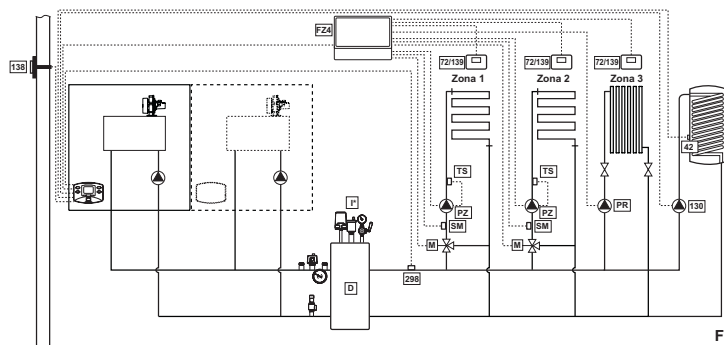 FZ4
138
72/139
72/139
72/139
Zona 1
Zona 2
Zona 3
42
TS
TS
I*
PZ
PZ
PR
130
SM
SM
M
M
298
D
F